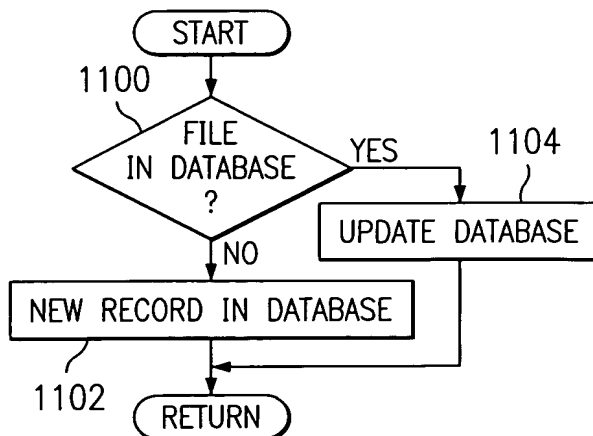 START
1100
FILE
IN DATABASE
?
YES
1104
UPDATE DATABASE
NO
NEW RECORD IN DATABASE
1102
RETURN